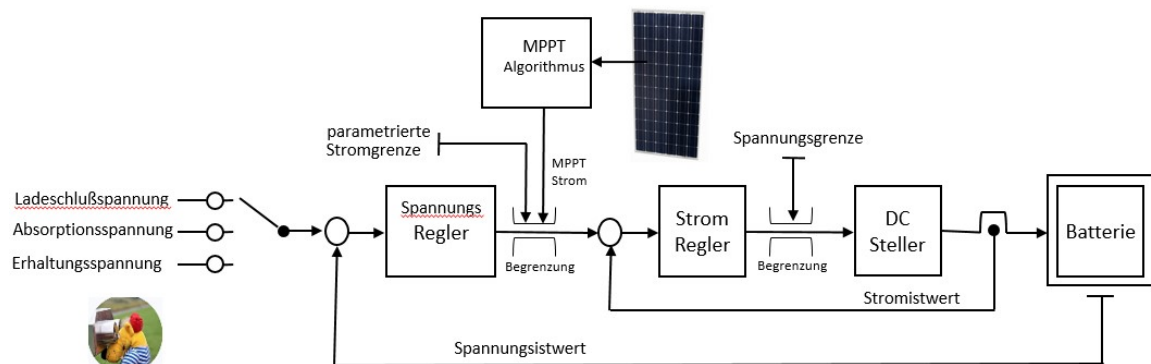 MPPT
Algorithmus
parametrierte
Stromgrenze
MPPT
Strom
Spannungsgrenze
Ladeschlußspannung
Absorptionsspannung
Erhaltungsspannung
Spannungs
Regler
Begrenzung
Strom
Regler
Begrenzung
DC
Steller
Batterie
Stromistwert
Spannungsistwert